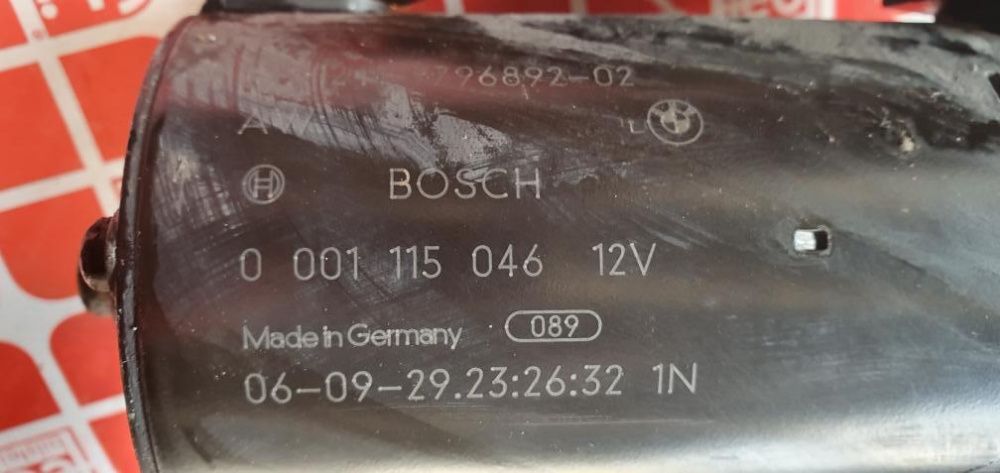 796892-02
L
BOSCH
0 001 115 046 12V
Made in Germany 089
06-09-29.23:26:32 1N